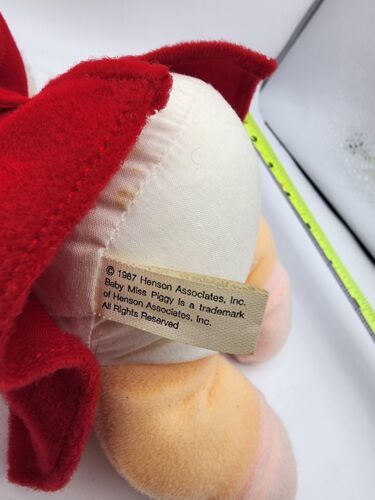 © 1987 Henson Associates, Inc.
Baby Miss Piggy is a trademark
of Henson Associates, Inc.
All Rights Reserved